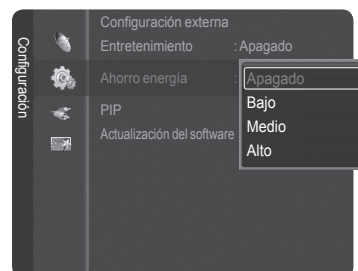 Configuración
Configuración externa
Entretenimiento : Apagado
Ahorro energía : Apagado
Bajo
PIP
Medio
Actualización del software
Alto